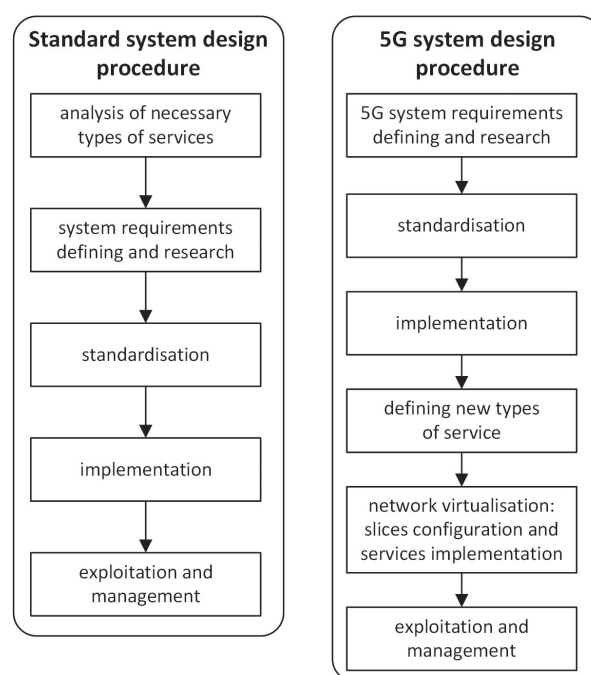 Standard system design
procedure
analysis of necessary
types of services
system requirements
defining and research
standardisation
implementation
exploitation and
management
5G system design
procedure
5G system requirements
defining and research
standardisation
implementation
defining new types
of service
network virtualisation:
slices configuration and
services implementation
exploitation and
management